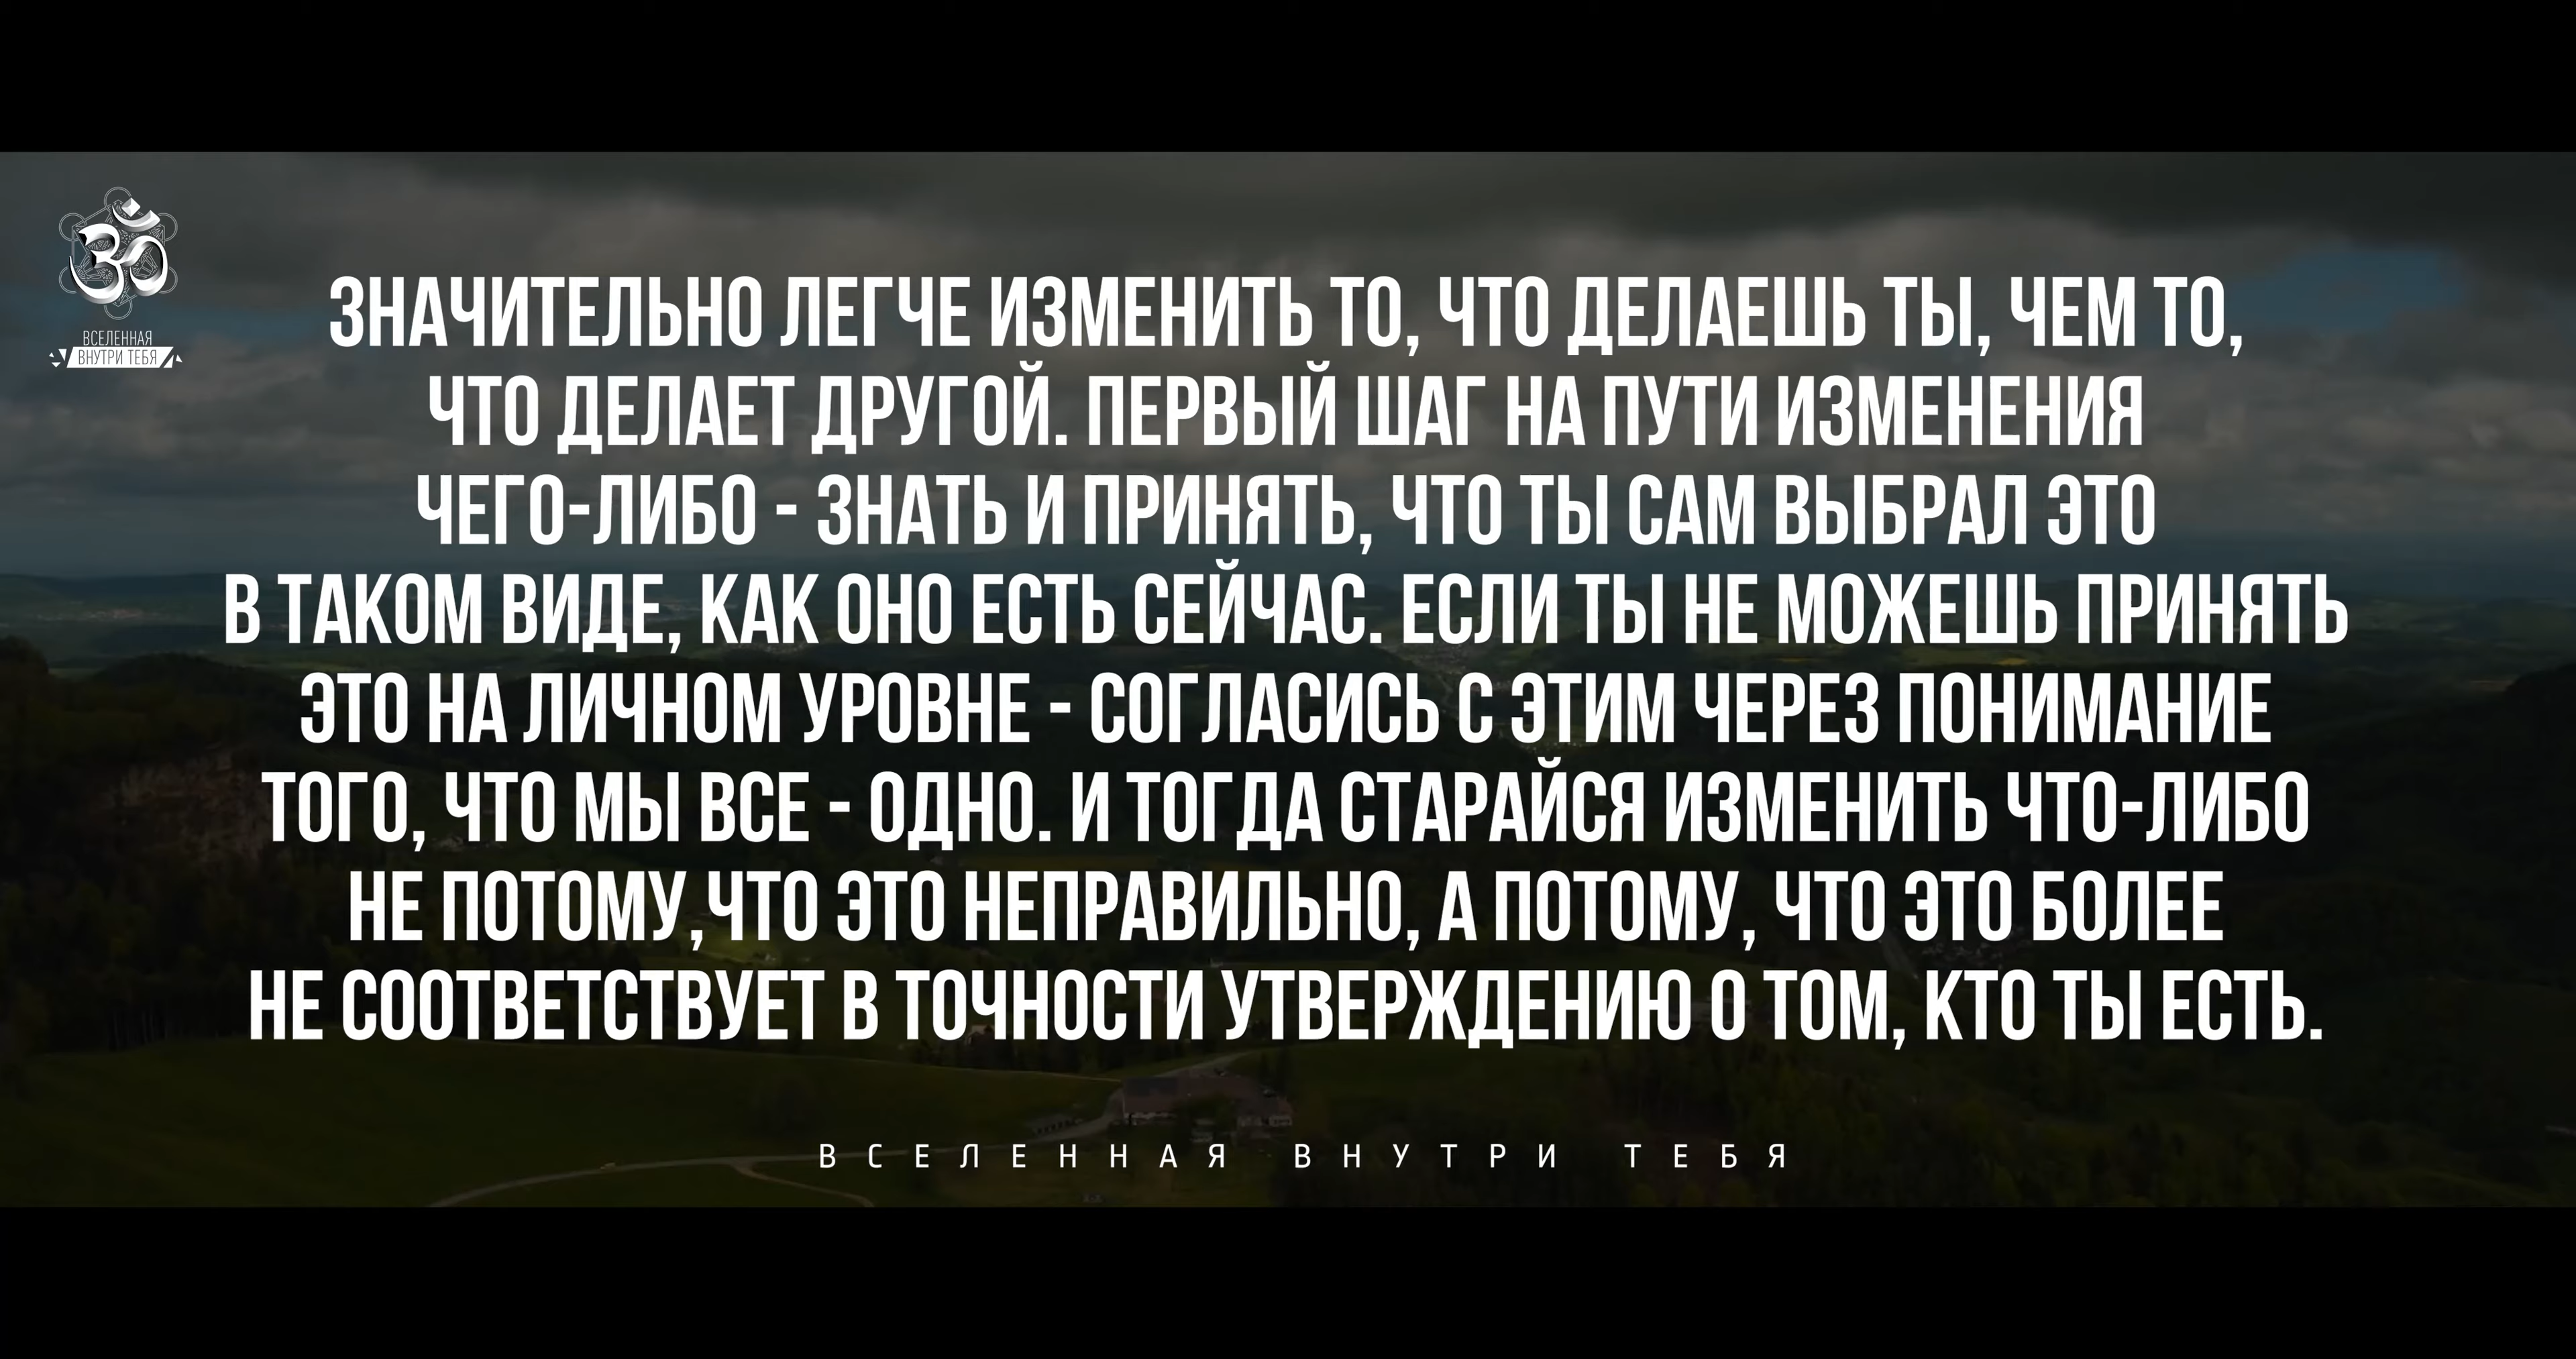 ВСЕЛЕННАЯ
ВНУТРИ ТЕБЯ
ЗНАЧИТЕЛЬНО ЛЕГЧЕ ИЗМЕНИТЬ ТО, ЧТО ДЕЛАЕШЬ ТЫ, ЧЕМ ТО,
ЧТО ДЕЛАЕТ ДРУГОЙ. ПЕРВЫЙ ШАГ НА ПУТИ ИЗМЕНЕНИЯ
ЧЕГО-ЛИБО - ЗНАТЬ И ПРИНЯТЬ, ЧТО ТЫ САМ ВЫБРАЛ ЭТО
В ТАКОМ ВИДЕ, КАК ОНО ЕСТЬ СЕЙЧАС. ЕСЛИ ТЫ НЕ МОЖЕШЬ ПРИНЯТЬ
ЭТО НА ЛИЧНОМ УРОВНЕ - СОГЛАСИСЬ С ЭТИМ ЧЕРЕЗ ПОНИМАНИЕ
ТОГО, ЧТО МЫ ВСЕ - ОДНО. И ТОГДА СТАРАЙСЯ ИЗМЕНИТЬ ЧТО-ЛИБО
НЕ ПОТОМУ,ЧТО ЭТО НЕПРАВИЛЬНО, А ПОТОМУ, ЧТО ЭТО БОЛЕЕ
НЕ СООТВЕТСТВУЕТ В ТОЧНОСТИ УТВЕРЖДЕНИЮ О ТОМ, КТО ТЫ ЕСТЬ.
ВСЕЛЕННАЯ ВНУТРИ ТЕБЯ